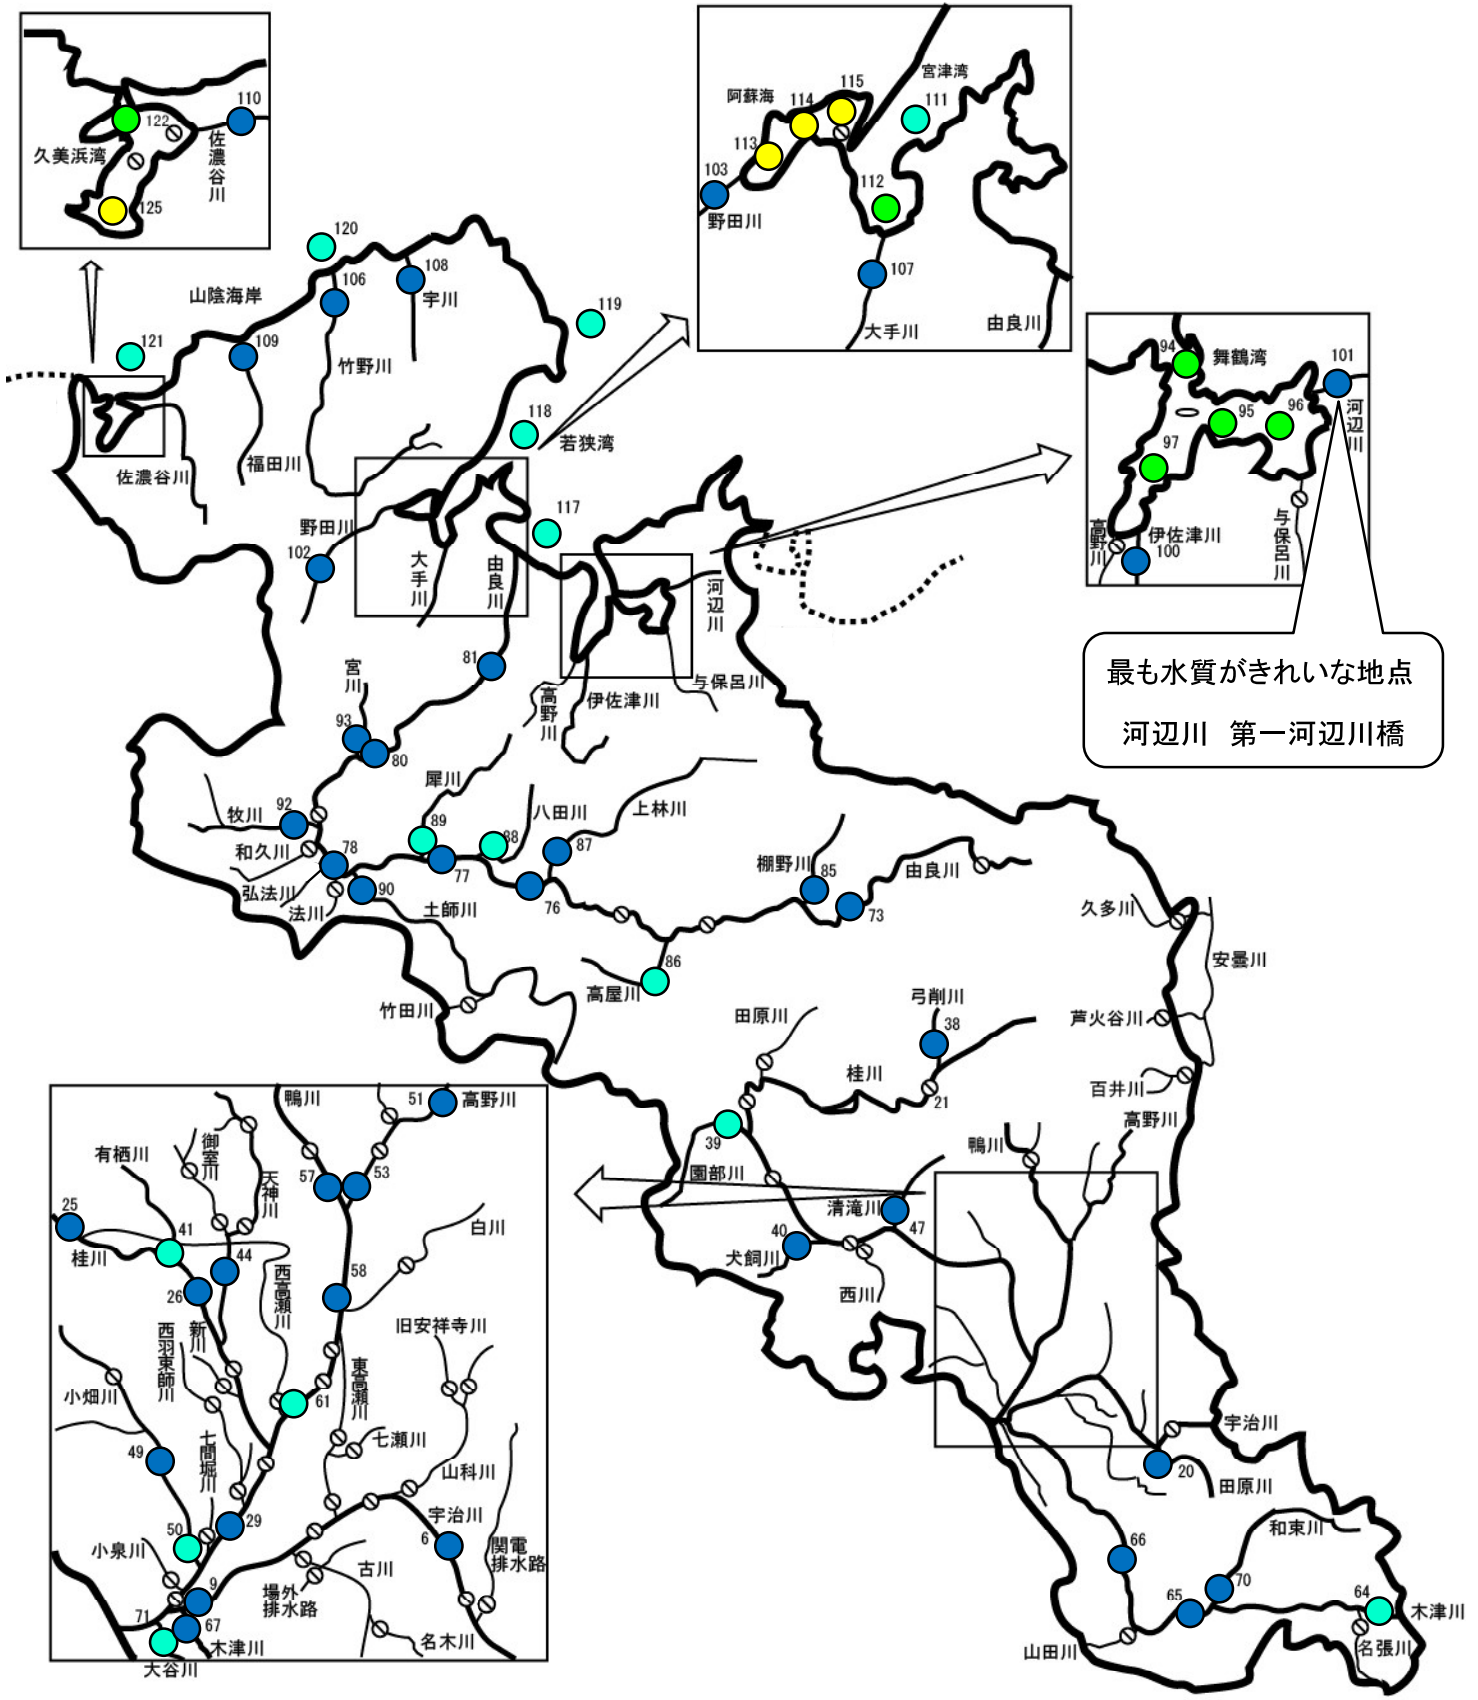 110
122
久美浜湾
佐濃谷川
125
阿蘇海
宮津湾
115
114
111
113
103
112
野田川
107
大手川
由良川
94
舞鶴湾
101
95
96
河辺川
97
高野川
伊佐津川
100
与保呂川
最も水質がきれいな地点
河辺川 第一河辺川橋
120
106
108
宇川
山陰海岸
119
121
109
竹野川
118
若狭湾
佐濃谷川
福田川
野田川
117
102
大手川
由良川
河辺川
81
宮川
高野川
伊佐津川
与保呂川
93
80
犀川
92
牧川
89
88
八田川
上林川
和久川
78
77
87
弘法川
90
法川
土師川
76
棚野川
85
73
由良川
久多川
86
高屋川
竹田川
安曇川
田原川
弓削川
38
芦火谷川
桂川
21
百井川
39
高野川
鴨川
園部川
清滝川
47
40
犬飼川
西川
鴨川
51
高野川
有栖川
御室川
天神川
57
53
25
41
桂川
44
白川
26
西高瀬川
58
新川
西羽束師川
旧安祥寺川
小畑川
61
東高瀬川
49
七間堀川
七瀬川
山科川
宇治川
50
29
6
関電
排水路
小泉川
古川
9
場外
排水路
71
67
木津川
名木川
大谷川
宇治川
20
田原川
和束川
66
70
65
64
木津川
山田川
名張川